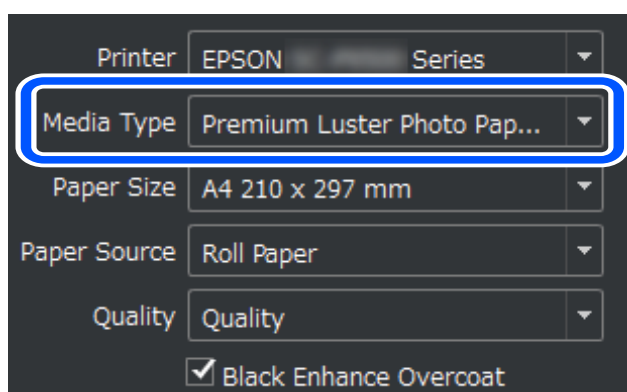 Printer EPSON Series
Media Type Premium Luster Photo Pap...
Paper Size A4 210 x 297 mm
Paper Source Roll Paper
Quality Quality
Black Enhance Overcoat